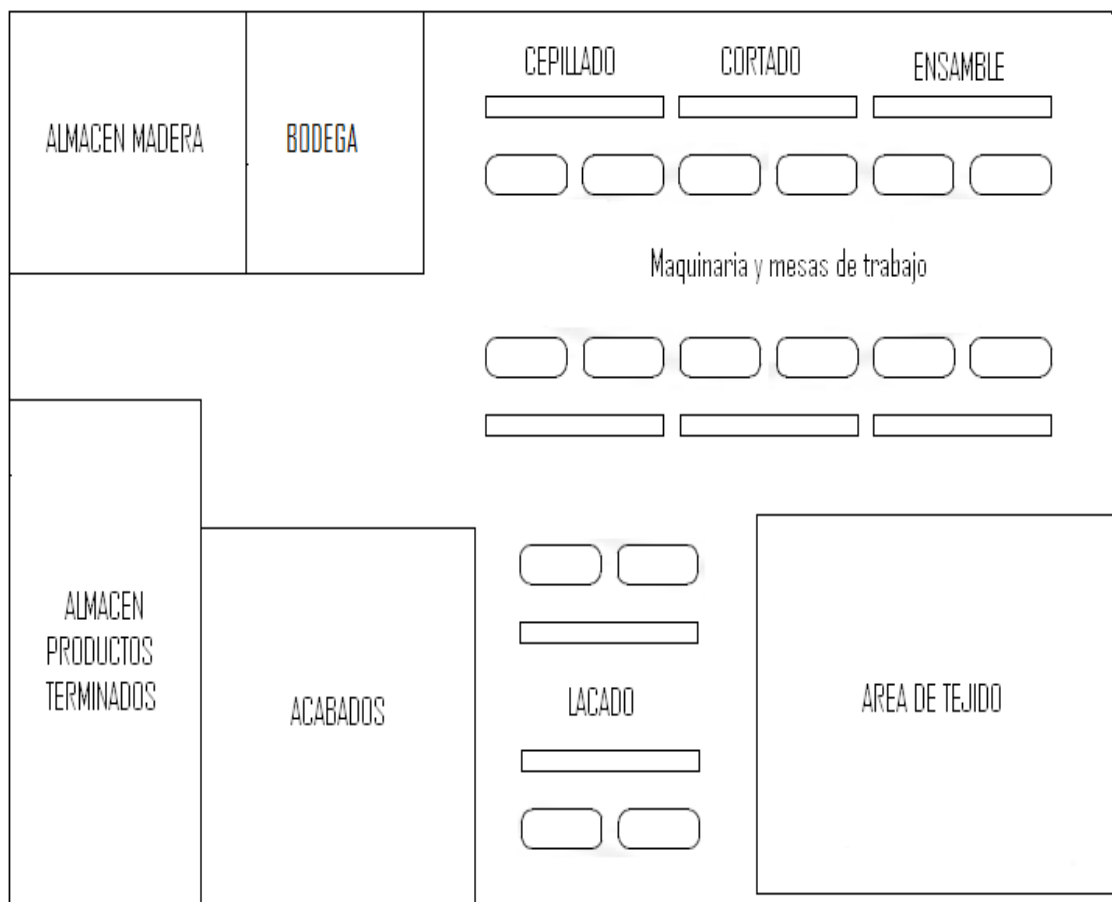 CEPILLADO
CORTADO
ENSAMBLE
ALMACEN MADERA
BODEGA
Maquinaria y mesas de trabajo
ALMACEN
PRODUCTOS
TERMINADOS
ACABADOS
LACADO
AREA DE TEJIDO